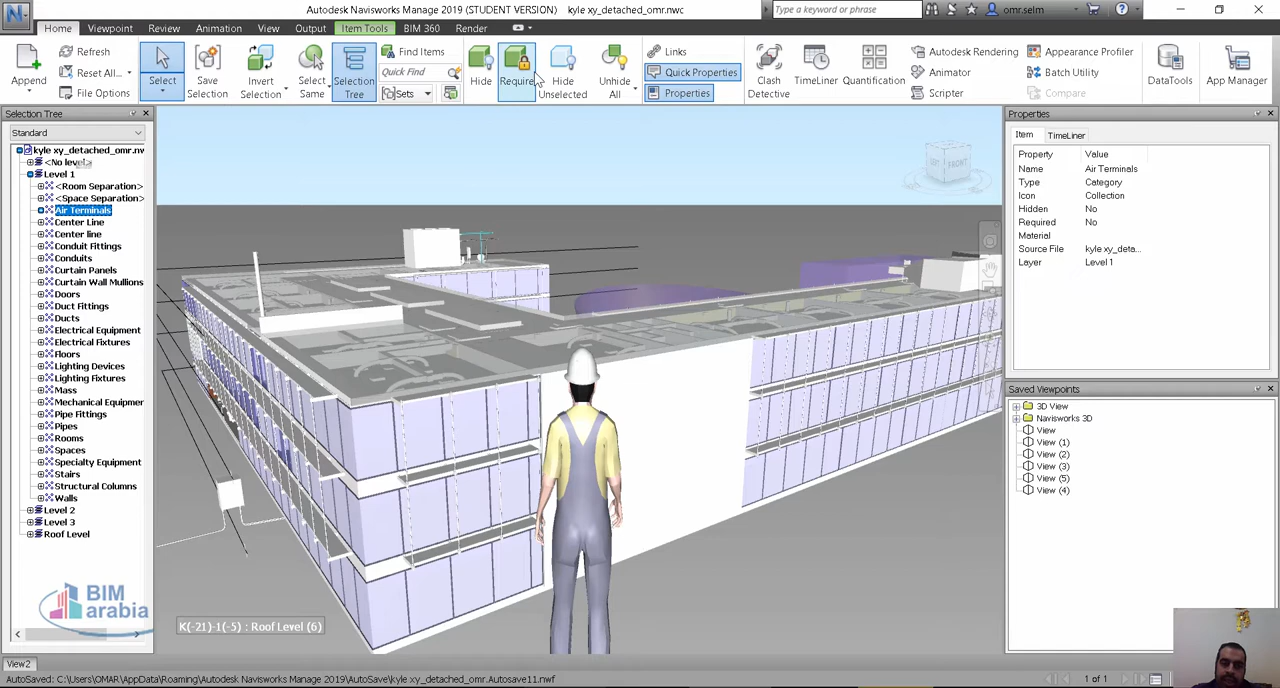 Autodesk Navisworks Manage 2019 (STUDENT VERSION) kyle xy_detached_omr.nwc
Type a keyword or phrase
omr.selm
Home Viewpoint Review Animation View Output Item Tools BIM 360 Render
Append
Refresh
Reset All...
File Options
Select
Save Selection
Invert Selection
Select Same
Selection Tree
Find Items
Quick Find
Sets
Hide
Require
Hide Unselected
Unhide All
Links
Quick Properties
Properties
Clash Detective
TimeLiner
Quantification
Autodesk Rendering
Animator
Scripter
Appearance Profiler
Batch Utility
Compare
DataTools
App Manager
Selection Tree
Standard
kyle xy_detached_omr.nw
<No level>
Level 1
<Room Separation>
<Space Separation>
Air Terminals
Center Line
Center line
Conduit Fittings
Conduits
Curtain Panels
Curtain Wall Mullions
Doors
Duct Fittings
Ducts
Electrical Equipment
Electrical Fixtures
Floors
Lighting Devices
Lighting Fixtures
Mass
Mechanical Equipmer
Pipe Fittings
Pipes
Rooms
Spaces
Specialty Equipment
Stairs
Structural Columns
Walls
Level 2
Level 3
Roof Level
BIM
arabia
FRONT
K(-21)-1(-5) : Roof Level (6)
Properties
Item TimeLiner
Property Value
Name Air Terminals
Type Category
Icon Collection
Hidden No
Required No
Material
Source File kyle xy_deta...
Layer Level 1
Saved Viewpoints
3D View
Navisworks 3D
View
View (1)
View (2)
View (3)
View (5)
View (4)
View2
AutoSaved: C:\Users\OMAR\AppData\Roaming\Autodesk Navisworks Manage 2019\AutoSave\kyle xy_detached_omr.Autosave11.nwf
1 of 1